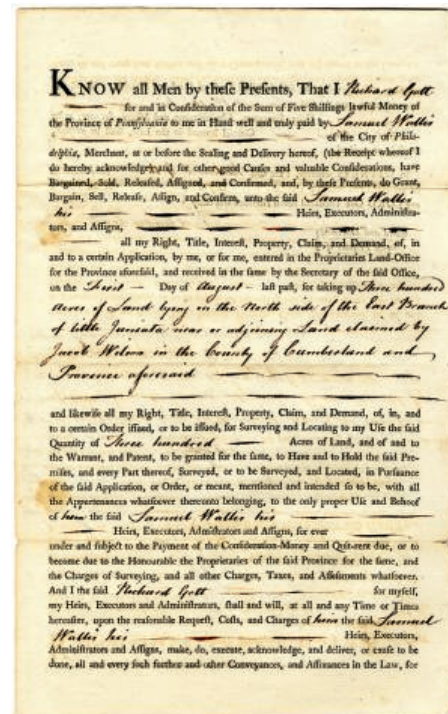 KNOW all Men by these Presents, That I Richard Gott
for and in Consideration of the Sum of Five Shillings lawful Money of
the Province of Pennsylvania to me in Hand well and truly paid by Samuel Wallis
of the City of Phila-
delphia, Merchant, at or before the Sealing and Delivery hereof, (the Receipt whereof I
do hereby acknowledge) and for other good Causes and valuable Considerations, have
Bargained, Sold, Released, Assigned, and Confirmed, and, by these Presents, do Grant,
Bargain, Sell, Release, Assign, and Confirm, unto the said Samuel Wallis
his Heirs, Executors, Administra-
tors, and Assigns,
all my Right, Title, Interest, Property, Claim, and Demand, of, in
and to a certain Application, by me, or for me, entered in the Proprietaries Land-Office
for the Province aforesaid, and received in the same by the Secretary of the said Office,
on the First Day of August last past, for taking up Three hundred
Acres of Land lying in the North side of the East Branch
of little Juneata near or adjoining Land claimed by
Jacob in the County of Cumberland and
Province aforesaid
and likewise all my Right, Title, Interest, Property, Claim, and Demand, of, in, and
to a certain Order issued, or to be issued, for Surveying and Locating to my Use the said
Quantity of Three hundred Acres of Land, and of and to
the Warrant, and Patent, to be granted for the same, to Have and to Hold the said Pre-
mises, and every Part thereof, Surveyed, or to be Surveyed, and Located, in Pursuance
of the said Application, or Order, or meant, mentioned and intended so to be, with all
the Appertenances whatsoever thereunto belonging, to the only proper Use and Behoof
of him the said Samuel Wallis his
Heirs, Executors, Administrators and Assigns, for ever
under and subject to the Payment of the Consideration-Money and Quit-rent due, or to
become due to the Honourable the Proprietaries of the said Province for the same, and
the Charges of Surveying, and all other Charges, Taxes, and Assessments whatsoever.
And I the said Richard Gott for myself,
my Heirs, Executors and Administrators, shall and will, at all and any Time or Times
hereafter, upon the reasonable Request, Costs, and Charges of him the said Samuel
Wallis his Heirs, Executors,
Administrators and Assigns, make, do, execute, acknowledge, and deliver, or cause to be
done, all and every such further and other Conveyances, and Assurances in the Law, for